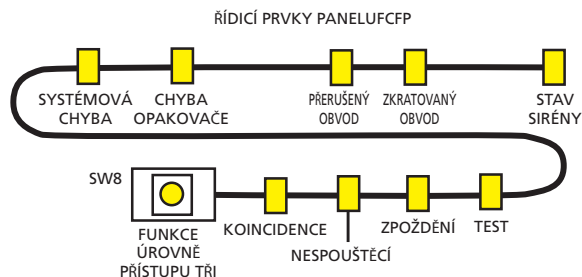 ŘÍDICÍ PRVKY PANELUFCFP
SYSTÉMOVÁ
CHYBA
CHYBA
OPAKOVAČE
PŘERUŠENÝ
OBVOD
ZKRATOVANÝ
OBVOD
STAV
SIRÉNY
SW8
FUNKCE
ÚROVNĚ
PŘÍSTUPU TŘI
KOINCIDENCE
NESPOUŠTĚCÍ
ZPOŽDĚNÍ
TEST